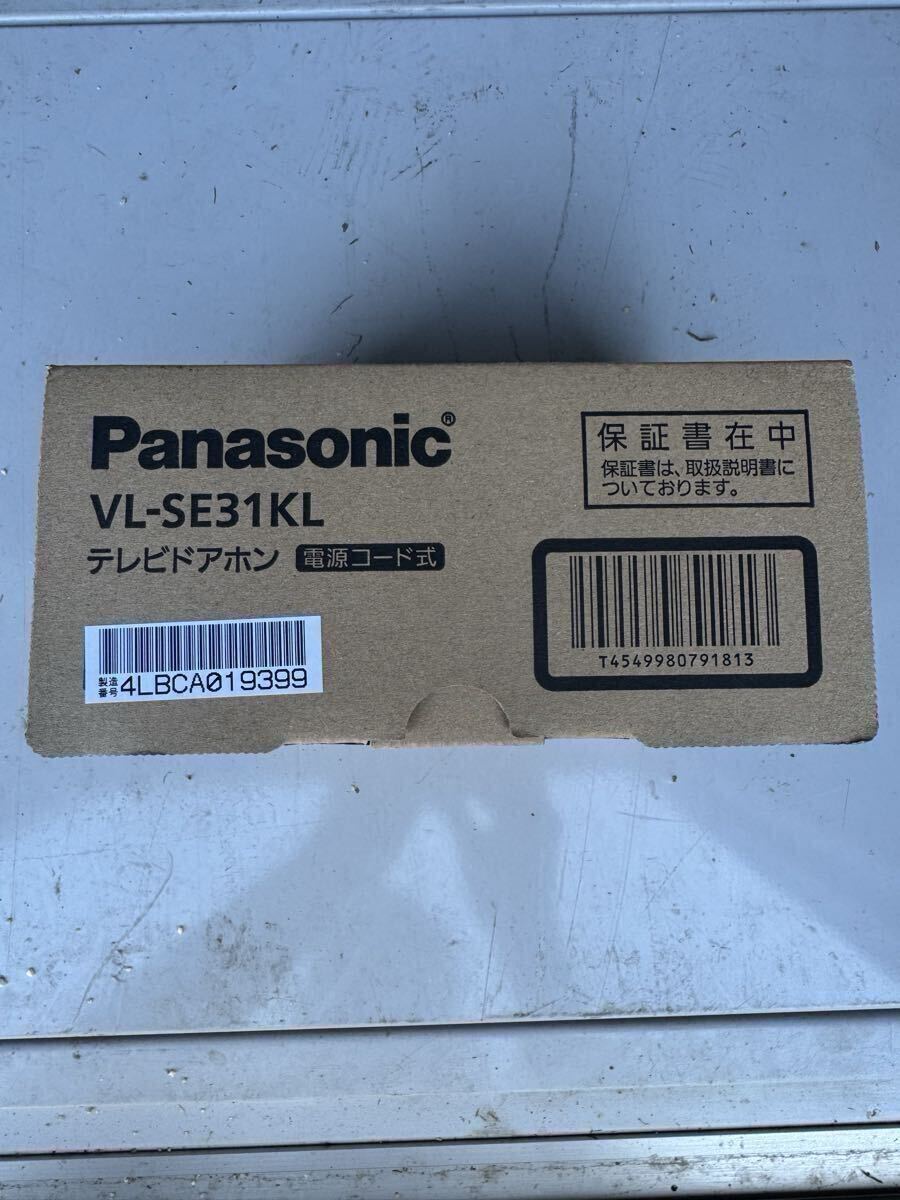 Panasonic®
VL-SE31KL
テレビドアホン 電源コード式
製造番号 4LBCA019399
保証書在中
保証書は、取扱説明書に
ついております。
T4549980791813